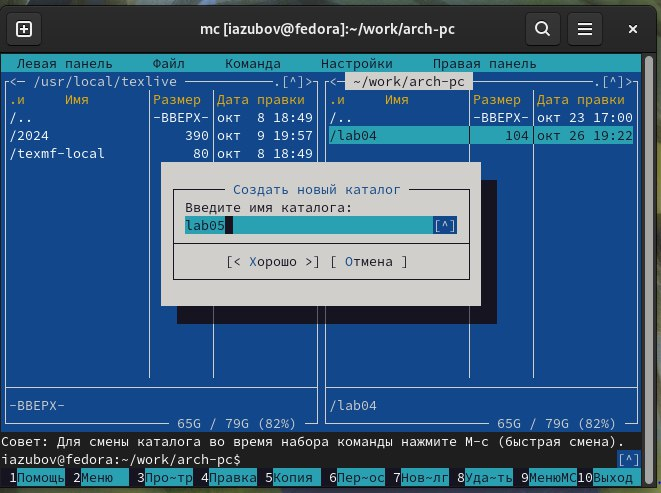 mc [iazubov@fedora]:~/work/arch-pc
Левая панель Файл Команда Настройки Правая панель
<─ /usr/local/texlive ─.[^]> <─ ~/work/arch-pc ─.[^]>
.и Имя Размер Дата правки .и Имя Размер Дата правки
/.. -ВВЕРХ- окт 8 18:49 /.. -ВВЕРХ- окт 23 17:00
/2024 390 окт 9 19:57 /lab04 104 окт 26 19:22
/texmf-local 80 окт 8 18:49
Создать новый каталог
Введите имя каталога:
lab05 [^]
[< Хорошо >] [ Отмена ]
-ВВЕРХ- /lab04
65G / 79G (82%) 65G / 79G (82%)
Совет: Для смены каталога во время набора команды нажмите M-c (быстрая смена).
iazubov@fedora:~/work/arch-pc$ [^]
1Помощь 2Меню 3Про~тр 4Правка 5Копия 6Пер~ос 7Нов~лг 8Уда~ть 9МенюMC 10Выход